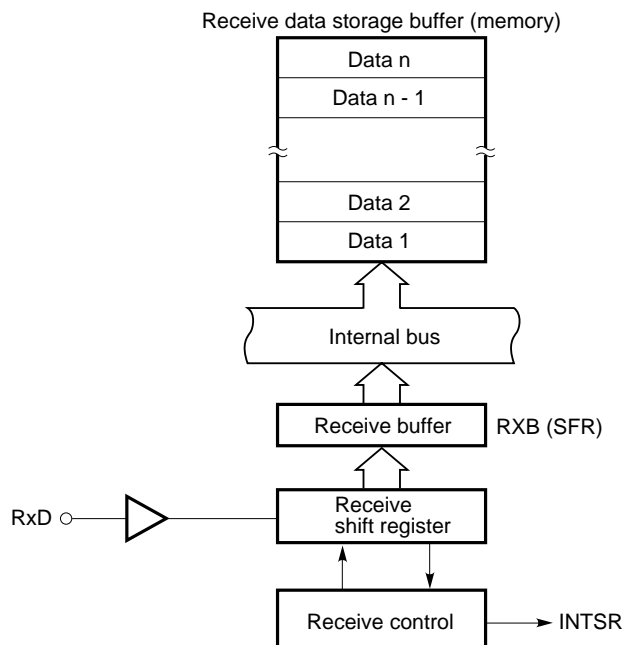 Receive data storage buffer (memory)
Data n
Data n - 1
Data 2
Data 1
Internal bus
Receive buffer
RXB (SFR)
RxD
Receive
shift register
Receive control
INTSR